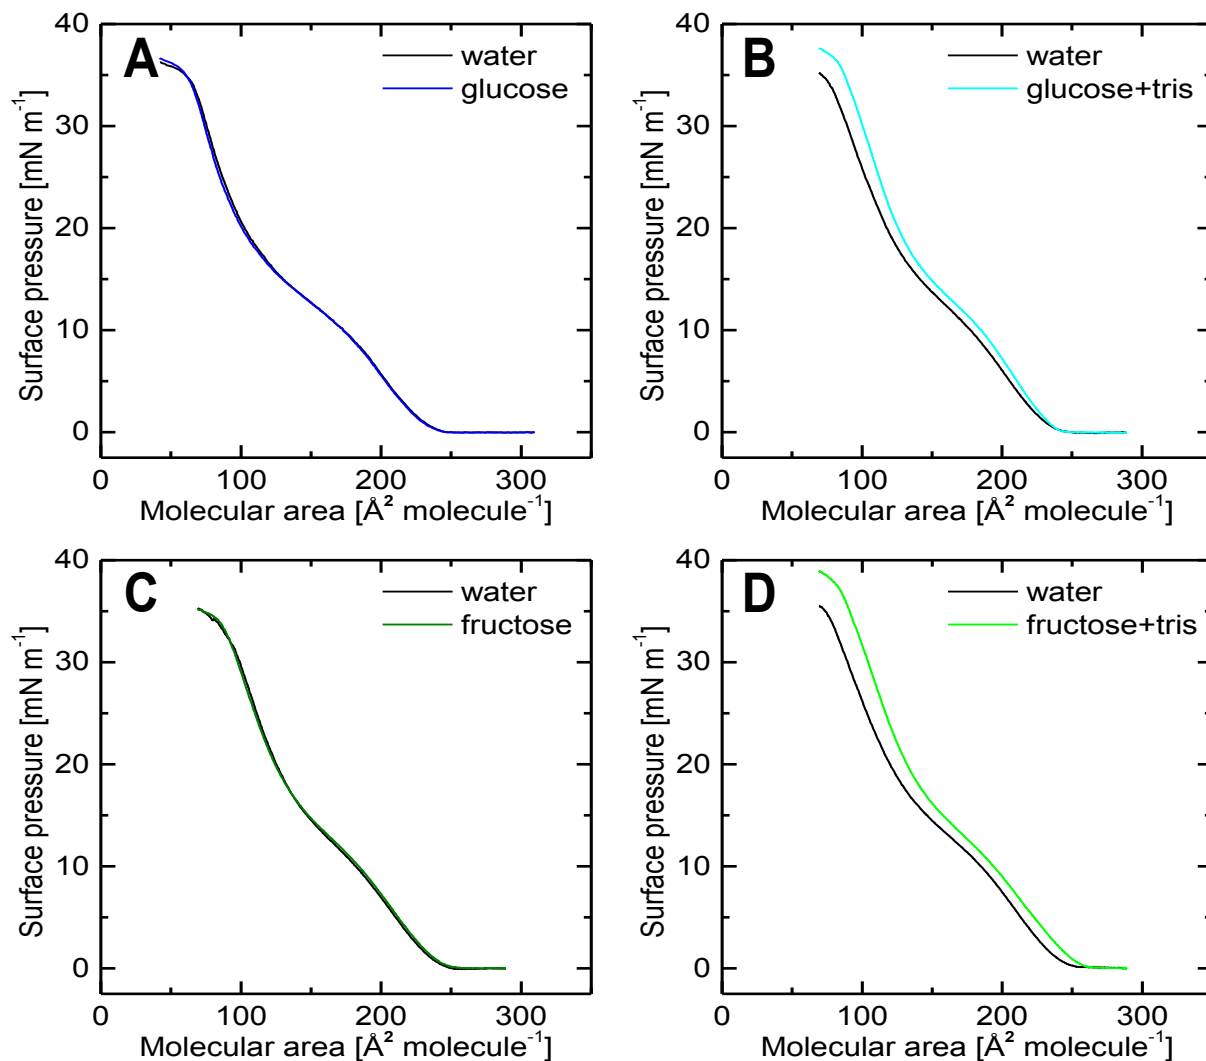 A
water
glucose
40
30
20
10
0
Surface pressure [mN m⁻¹]
0 100 200 300
Molecular area [Å² molecule⁻¹]
B
water
glucose+tris
40
30
20
10
0
Surface pressure [mN m⁻¹]
0 100 200 300
Molecular area [Å² molecule⁻¹]
C
water
fructose
40
30
20
10
0
Surface pressure [mN m⁻¹]
0 100 200 300
Molecular area [Å² molecule⁻¹]
D
water
fructose+tris
40
30
20
10
0
Surface pressure [mN m⁻¹]
0 100 200 300
Molecular area [Å² molecule⁻¹]